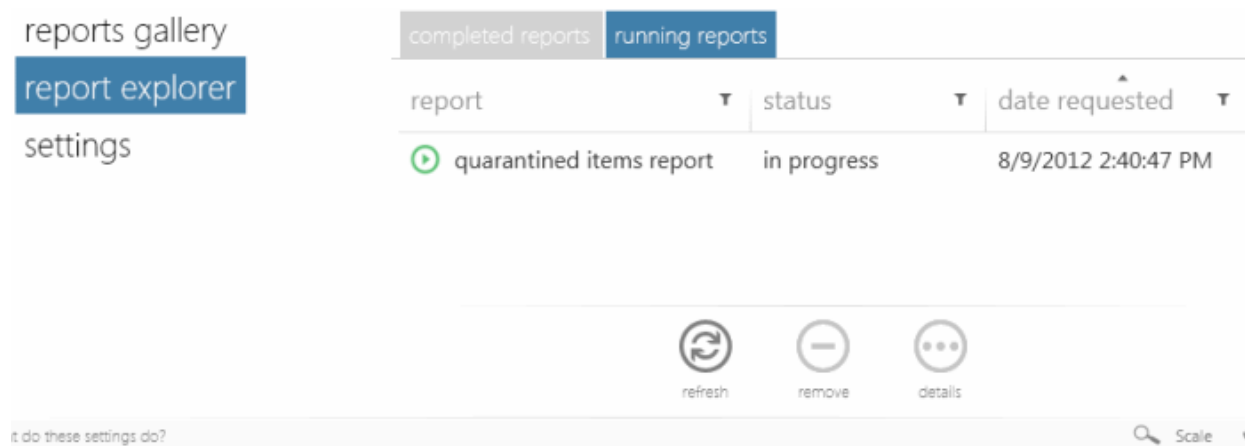 reports gallery
report explorer
settings
completed reports running reports
report status date requested
quarantined items report in progress 8/9/2012 2:40:47 PM
refresh remove details
t do these settings do? Scale